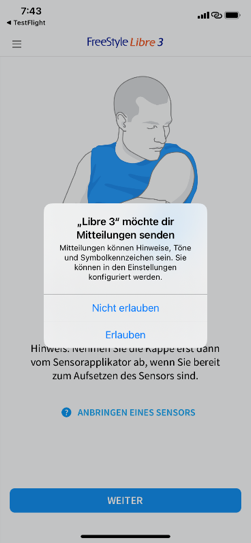 7:43
◀ TestFlight
FreeStyle Libre 3
„Libre 3“ möchte dir
Mitteilungen senden
Mitteilungen können Hinweise, Töne
und Symbolkennzeichen sein. Sie
können in den Einstellungen
konfiguriert werden.
Nicht erlauben
Erlauben
Hinweis: Nehmen Sie die Kappe erst dann
vom Sensorapplikator ab, wenn Sie bereit
zum Aufsetzen des Sensors sind.
? ANBRINGEN EINES SENSORS
WEITER